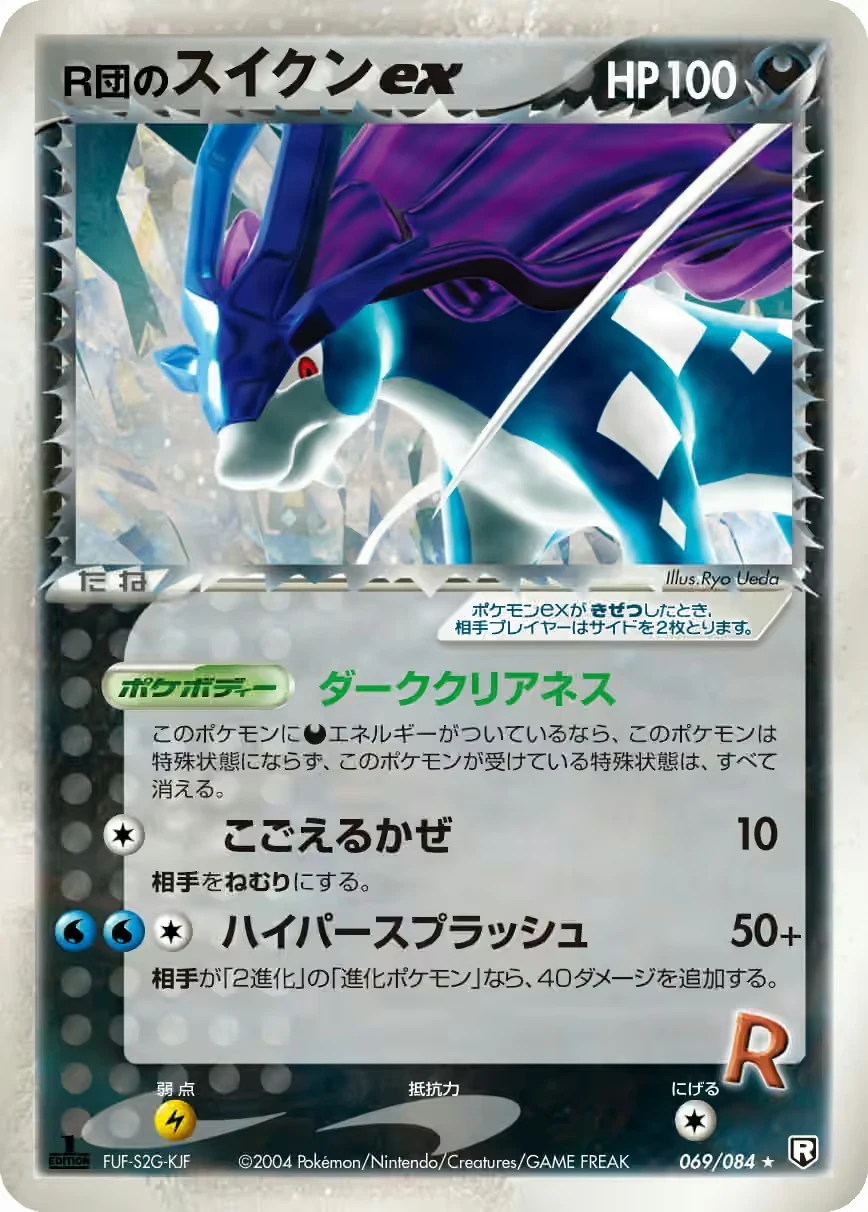 R団のスイクンex HP100
たね
Illus.Ryo Ueda
ポケモンexが きぜつしたとき、
相手プレイヤーはサイドを2枚とります。
ポケボディー ダーククリアネス
このポケモンにエネルギーがついているなら、このポケモンは
特殊状態にならず、このポケモンが受けている特殊状態は、すべて
消える。
こごえるかぜ 10
相手をねむりにする。
ハイパースプラッシュ 50+
相手が「2進化」の「進化ポケモン」なら、40ダメージを追加する。
R
弱点 抵抗力 にげる
1
EDITION
FUF-S2G-KJF ©2004 Pokémon/Nintendo/Creatures/GAME FREAK 069/084 ★ R